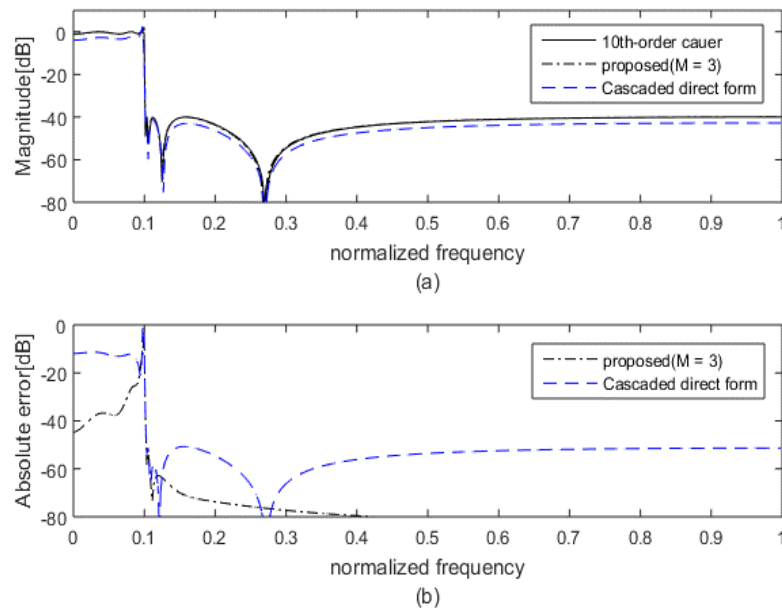 0
-20
-40
-60
-80
Magnitude[dB]
10th-order cauer
proposed(M = 3)
Cascaded direct form
0 0.1 0.2 0.3 0.4 0.5 0.6 0.7 0.8 0.9 1
normalized frequency
(a)
0
-20
-40
-60
-80
Absolute error[dB]
proposed(M = 3)
Cascaded direct form
0 0.1 0.2 0.3 0.4 0.5 0.6 0.7 0.8 0.9 1
normalized frequency
(b)